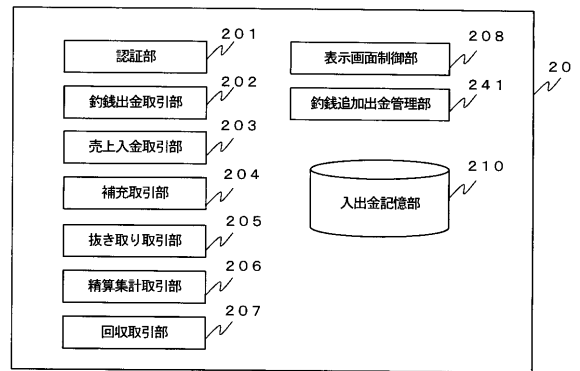 認証部
201
釣銭出金取引部
202
売上入金取引部
203
補充取引部
204
抜き取り取引部
205
精算集計取引部
206
回収取引部
207
表示画面制御部
208
釣銭追加出金管理部
241
入出金記憶部
210
20